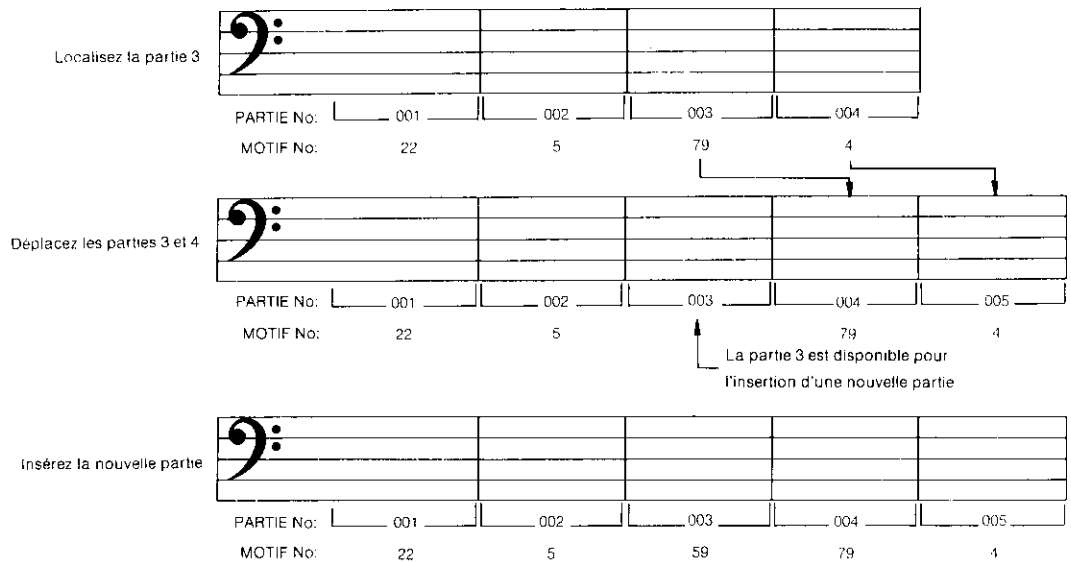 Localisez la partie 3
PARTIE No: 001 002 003 004
MOTIF No: 22 5 79 4
Déplacez les parties 3 et 4
PARTIE No: 001 002 003 004 005
MOTIF No: 22 5 79 4
La partie 3 est disponible pour
l'insertion d'une nouvelle partie
Insérez la nouvelle partie
PARTIE No: 001 002 003 004 005
MOTIF No: 22 5 59 79 4